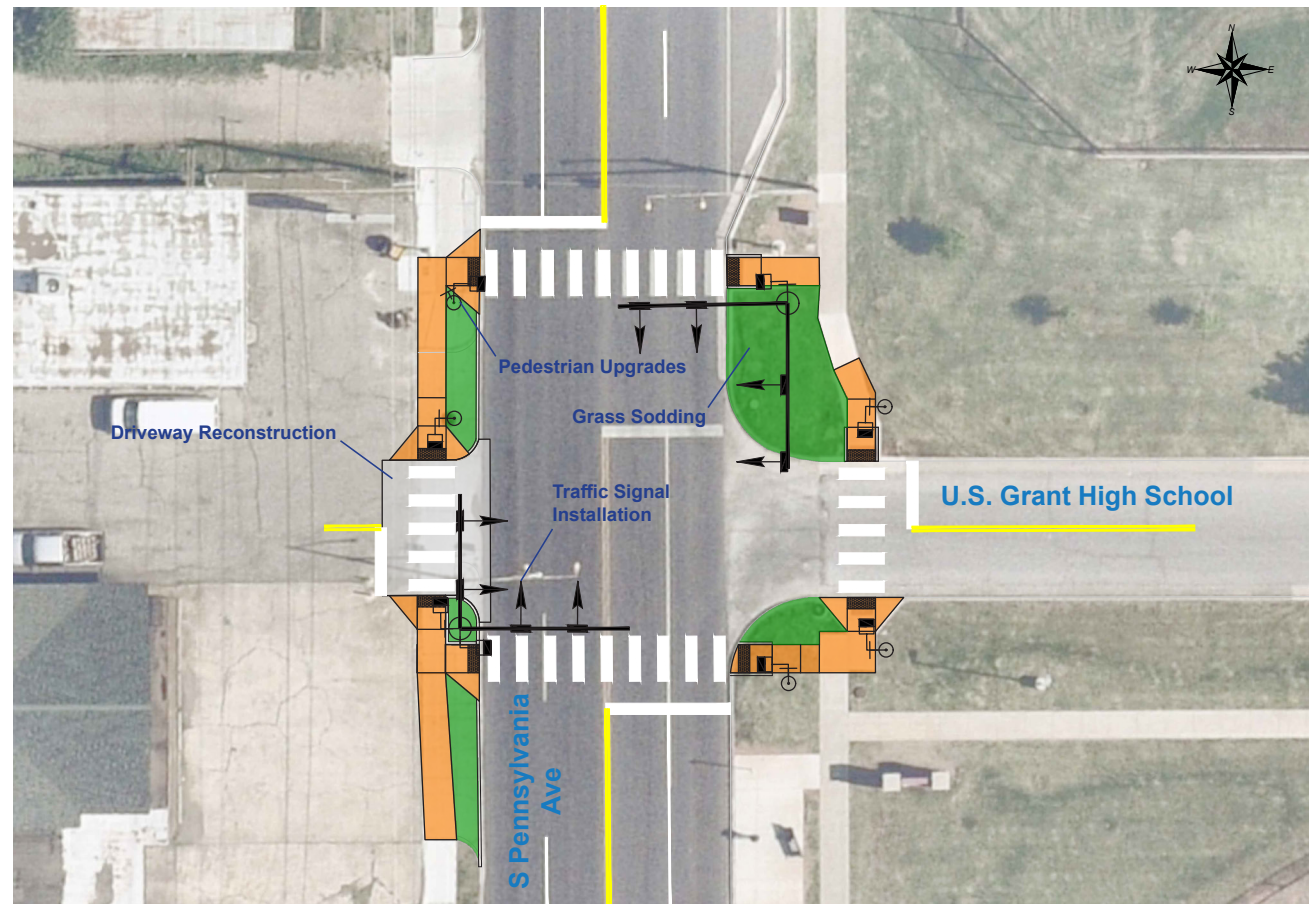 N
W E
S
Pedestrian Upgrades
Grass Sodding
Driveway Reconstruction
Traffic Signal
Installation
U.S. Grant High School
S Pennsylvania
Ave